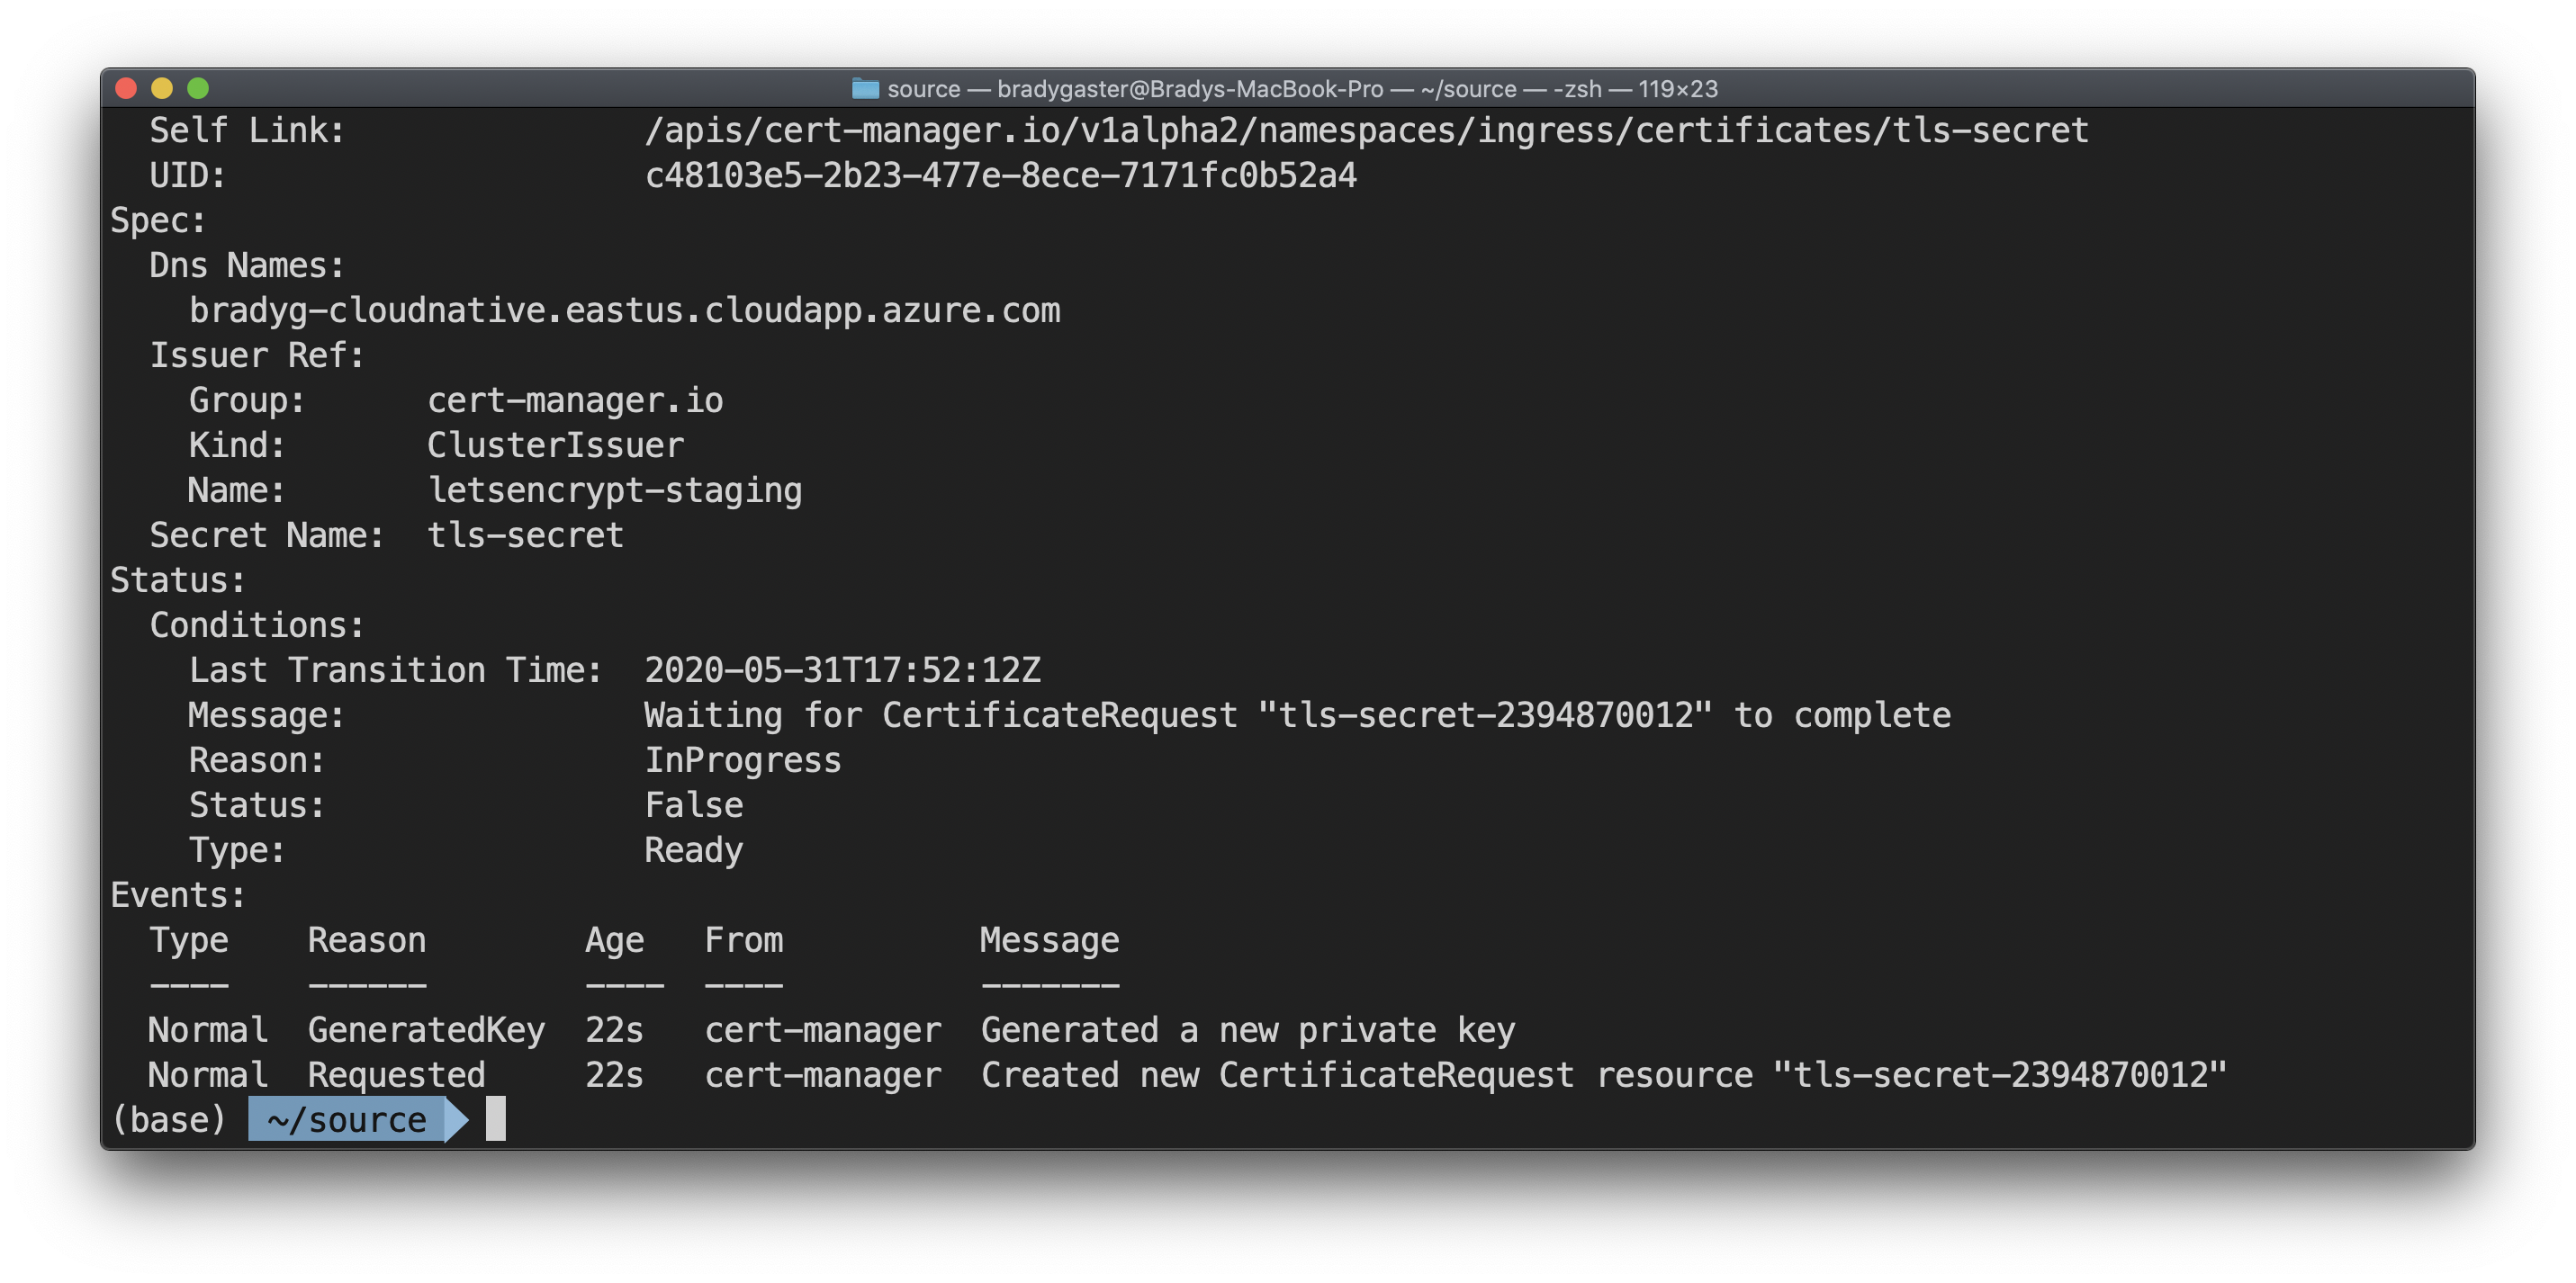 source — bradygaster@Bradys-MacBook-Pro — ~/source — -zsh — 119×23
  Self Link:               /apis/cert-manager.io/v1alpha2/namespaces/ingress/certificates/tls-secret
  UID:                     c48103e5-2b23-477e-8ece-7171fc0b52a4
Spec:
  Dns Names:
    bradyg-cloudnative.eastus.cloudapp.azure.com
  Issuer Ref:
    Group:      cert-manager.io
    Kind:       ClusterIssuer
    Name:       letsencrypt-staging
  Secret Name:  tls-secret
Status:
  Conditions:
    Last Transition Time:  2020-05-31T17:52:12Z
    Message:               Waiting for CertificateRequest "tls-secret-2394870012" to complete
    Reason:                InProgress
    Status:                False
    Type:                  Ready
Events:
  Type    Reason        Age   From          Message
  ----    ------        ----  ----          -------
  Normal  GeneratedKey  22s   cert-manager  Generated a new private key
  Normal  Requested     22s   cert-manager  Created new CertificateRequest resource "tls-secret-2394870012"
(base)  ~/source